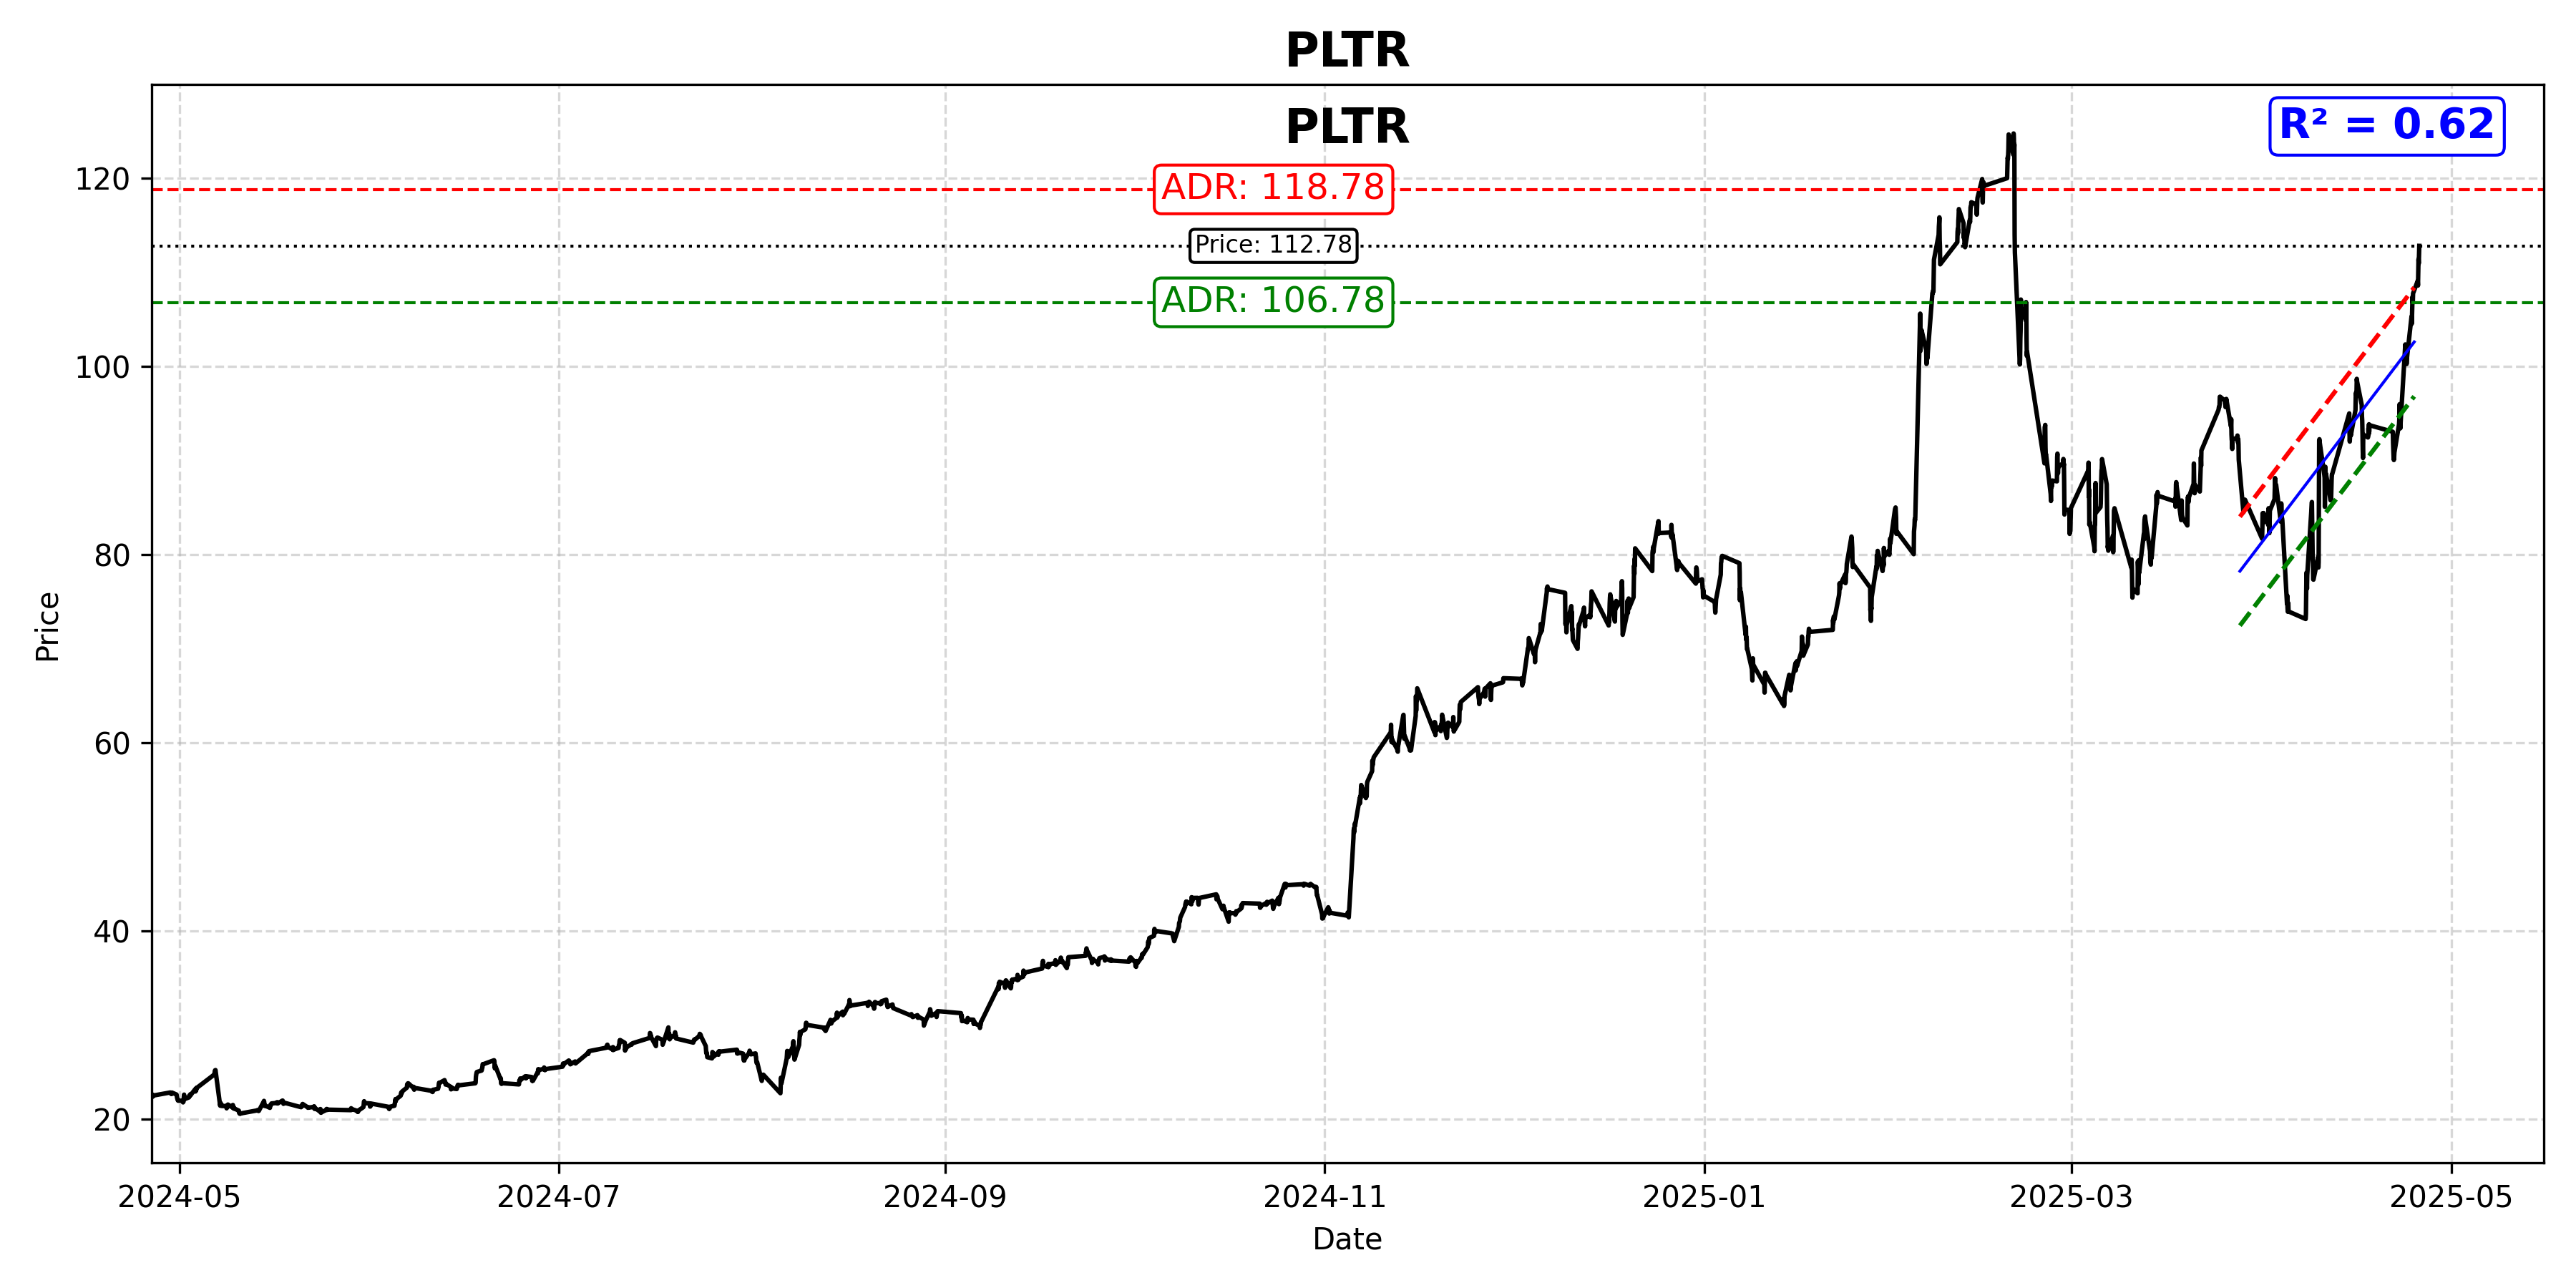 PLTR
PLTR
R² = 0.62
ADR: 118.78
Price: 112.78
ADR: 106.78
120
100
80
60
40
20
Price
2024-05
2024-07
2024-09
2024-11
2025-01
2025-03
2025-05
Date